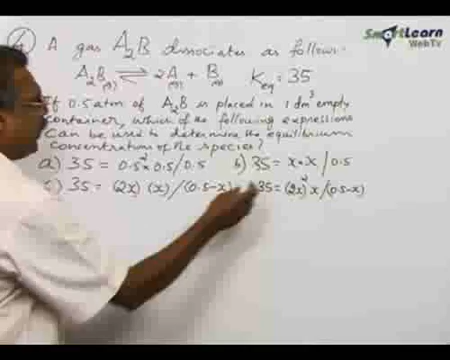 SmartLearn
WebTv
4) A gas A₂B dissociates as follows:
A₂B(g) ⇌ 2A(g) + B(g) Keq = 35
If 0.5 atm of A₂B is placed in 1 dm³ empty
container, which of the following expressions
can be used to determine the equilibrium
concentration of the species?
a) 35 = 0.5² × 0.5 / 0.5 b) 35 = x × x / 0.5
c) 35 = (2x) (x) / (0.5-x) 35 = (2x)² x / (0.5-x)